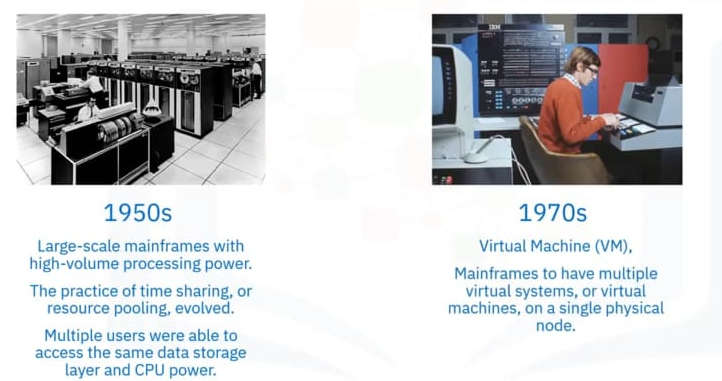 IBM
1950s
Large-scale mainframes with
high-volume processing power.
The practice of time sharing, or
resource pooling, evolved.
Multiple users were able to
access the same data storage
layer and CPU power.
1970s
Virtual Machine (VM),
Mainframes to have multiple
virtual systems, or virtual
machines, on a single physical
node.